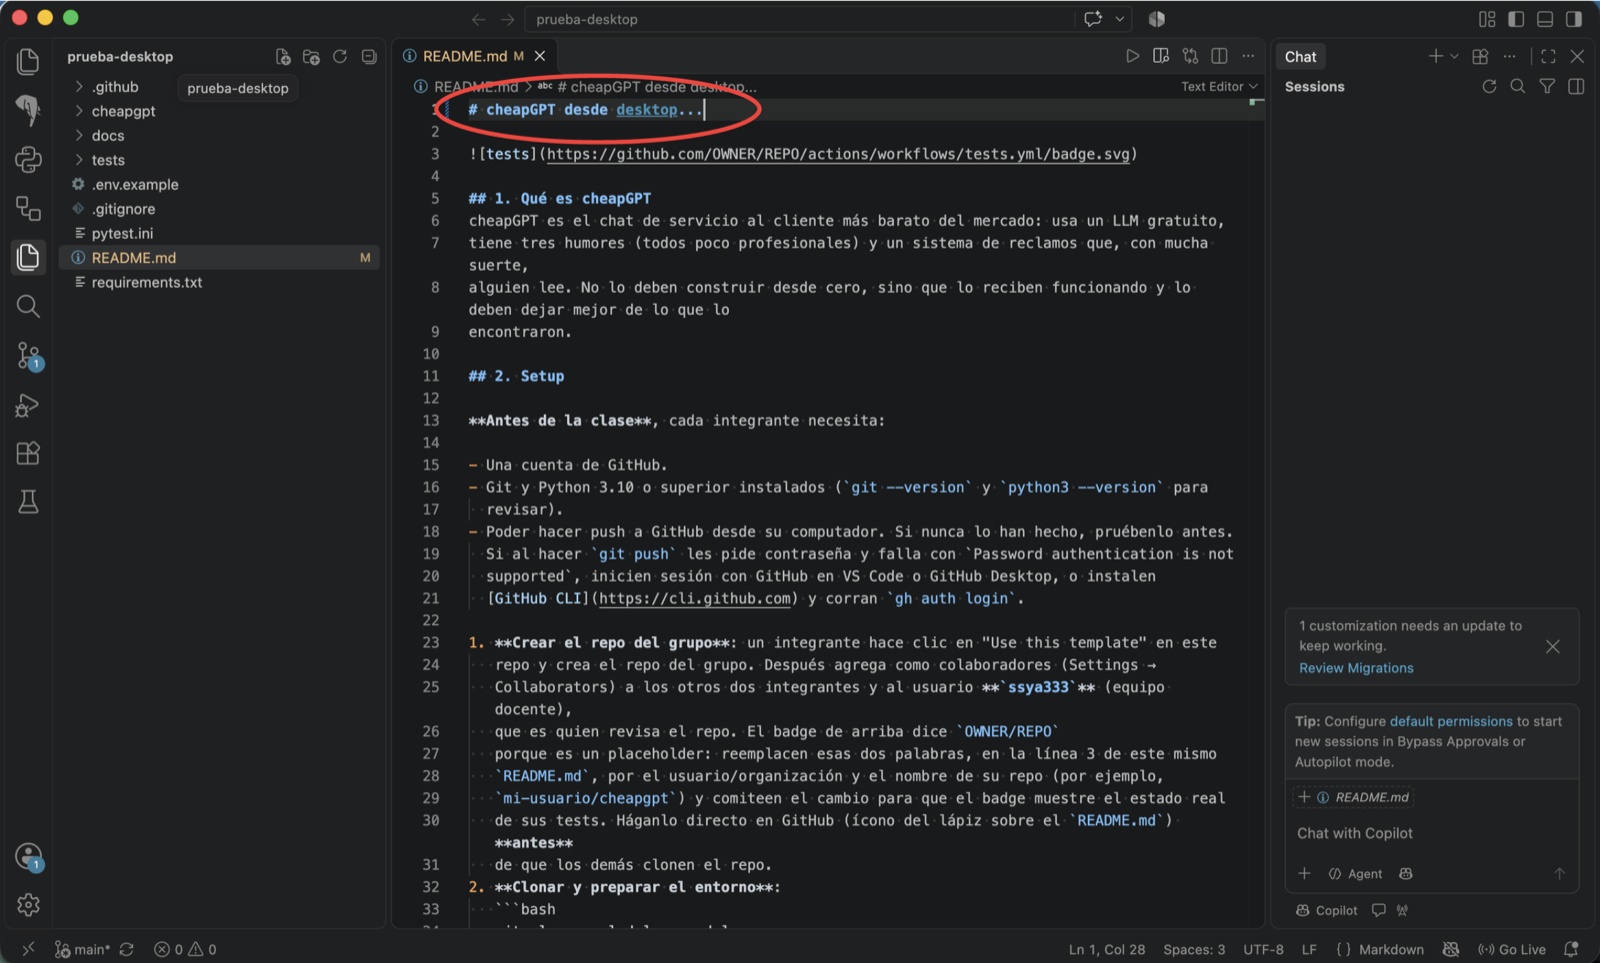 prueba-desktop
prueba-desktop
.github
prueba-desktop
cheapgpt
docs
tests
.env.example
.gitignore
pytest.ini
README.md M
requirements.txt
1
1
README.md M
README.md > abc # cheapGPT desde desktop...
Text Editor
1 # cheapGPT desde desktop...
2
3 ![tests](https://github.com/OWNER/REPO/actions/workflows/tests.yml/badge.svg)
4
5 ## 1. Qué es cheapGPT
6 cheapGPT es el chat de servicio al cliente más barato del mercado: usa un LLM gratuito,
7 tiene tres humores (todos poco profesionales) y un sistema de reclamos que, con mucha
suerte,
8 alguien lee. No lo deben construir desde cero, sino que lo reciben funcionando y lo
deben dejar mejor de lo que lo
9 encontraron.
10
11 ## 2. Setup
12
13 **Antes de la clase**, cada integrante necesita:
14
15 - Una cuenta de GitHub.
16 - Git y Python 3.10 o superior instalados (`git --version` y `python3 --version` para
17 revisar).
18 - Poder hacer push a GitHub desde su computador. Si nunca lo han hecho, pruébenlo antes.
19 Si al hacer `git push` les pide contraseña y falla con `Password authentication is not
20 supported`, inicien sesión con GitHub en VS Code o GitHub Desktop, o instalen
21 [GitHub CLI](https://cli.github.com) y corran `gh auth login`.
22
23 1. **Crear el repo del grupo**: un integrante hace clic en "Use this template" en este
24 repo y crea el repo del grupo. Después agrega como colaboradores (Settings →
25 Collaborators) a los otros dos integrantes y al usuario **`ssya333`** (equipo
docente),
26 que es quien revisa el repo. El badge de arriba dice `OWNER/REPO`
27 porque es un placeholder: reemplacen esas dos palabras, en la línea 3 de este mismo
28 `README.md`, por el usuario/organización y el nombre de su repo (por ejemplo,
29 `mi-usuario/cheapgpt`) y comiteen el cambio para que el badge muestre el estado real
30 de sus tests. Háganlo directo en GitHub (ícono del lápiz sobre el `README.md`)
**antes**
31 de que los demás clonen el repo.
32 2. **Clonar y preparar el entorno**:
33 ```bash
Chat
Sessions
1 customization needs an update to
keep working.
Review Migrations
Tip: Configure default permissions to start
new sessions in Bypass Approvals or
Autopilot mode.
README.md
Chat with Copilot
Agent
Copilot
main* 0 0
Ln 1, Col 28 Spaces: 3 UTF-8 LF { } Markdown Go Live